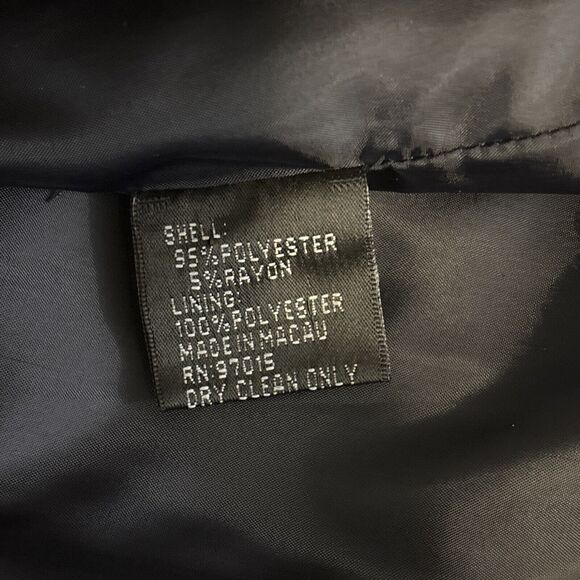 SHELL:
95%POLYESTER
5%RAYON
LINING:
100%POLYESTER
MADE IN MACAU
RN:97015
DRY CLEAN ONLY